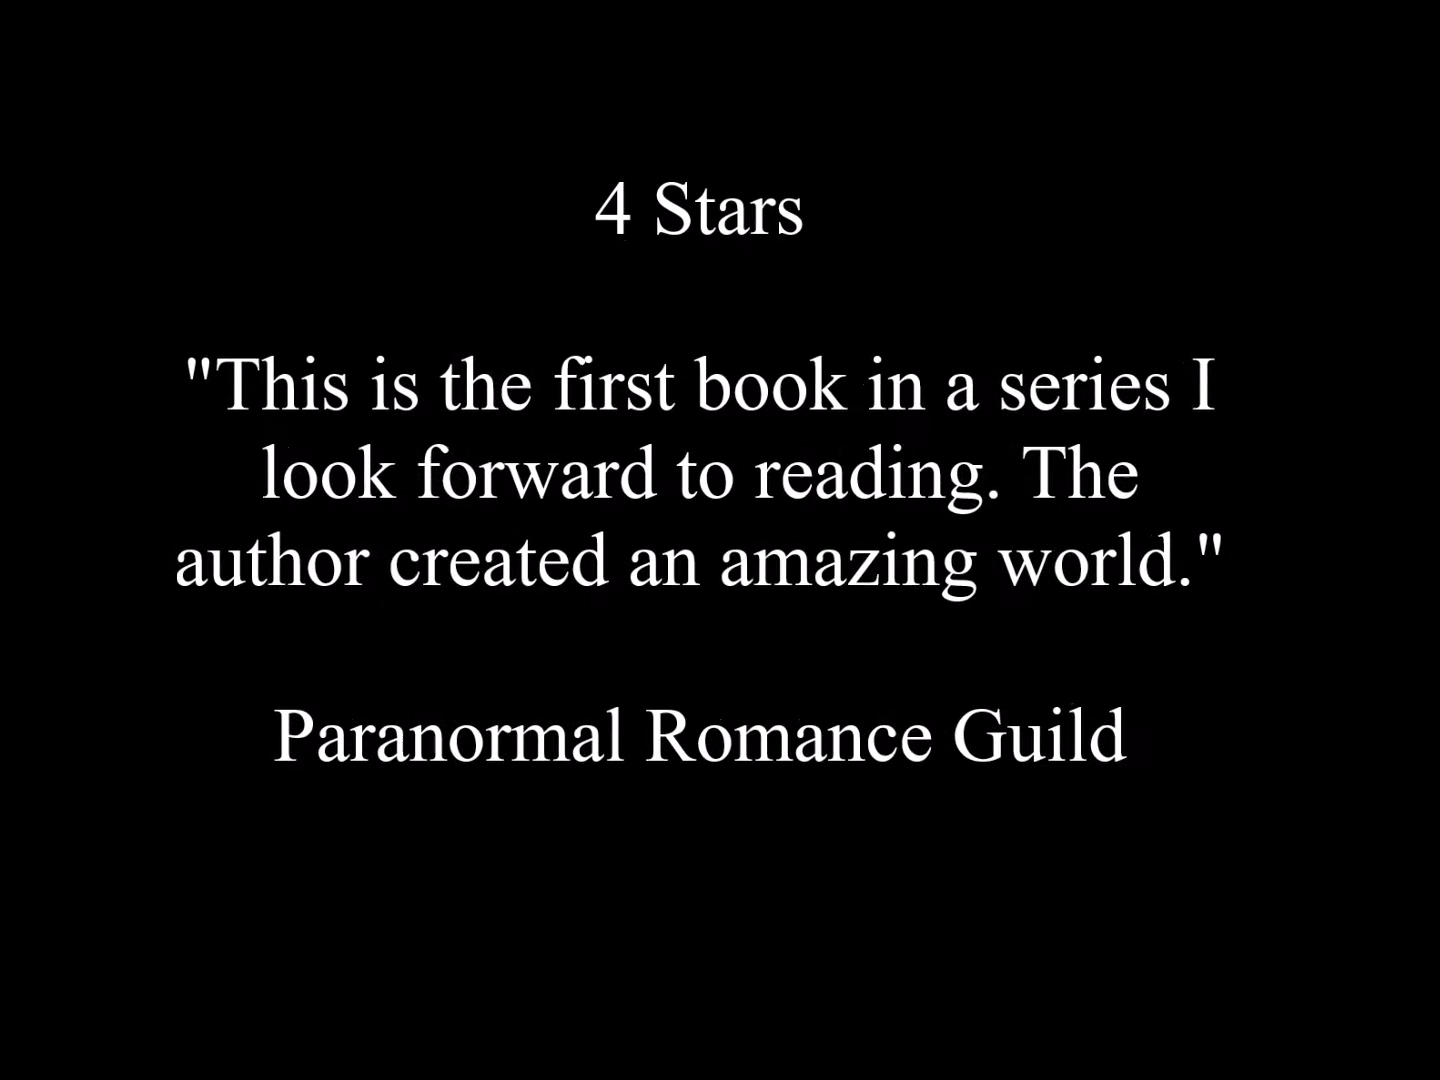 4 Stars
"This is the first book in a series I
look forward to reading. The
author created an amazing world."
Paranormal Romance Guild